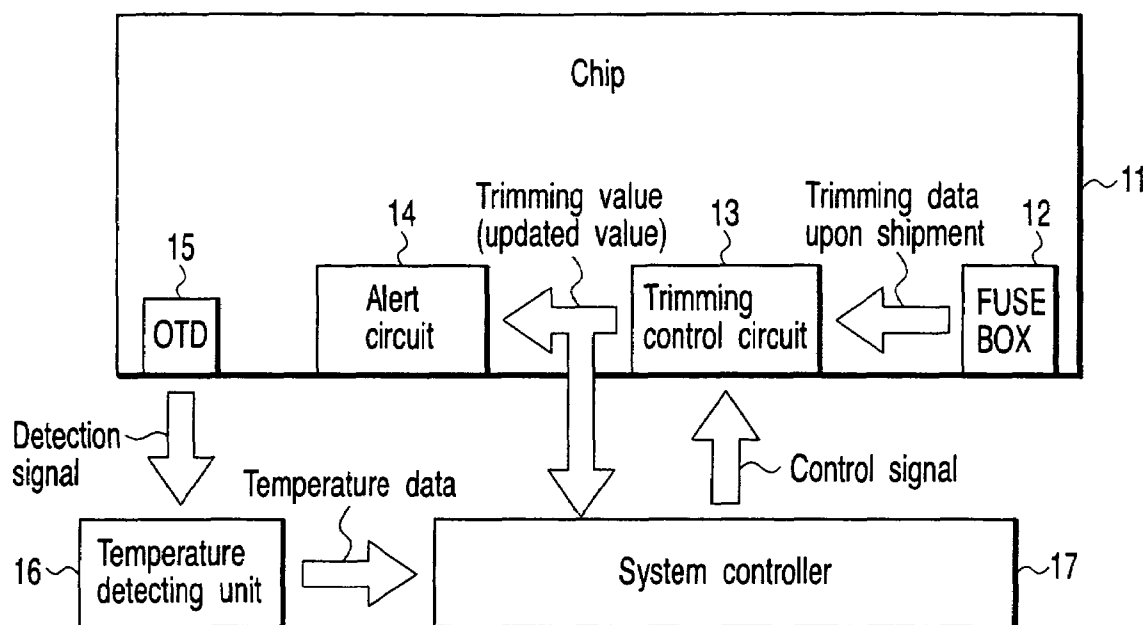 Chip
11
Trimming value
(updated value)
Trimming data
upon shipment
14
13
12
15
OTD
Alert
circuit
Trimming
control circuit
FUSE
BOX
Detection
signal
Temperature data
Control signal
16
Temperature
detecting unit
System controller
17